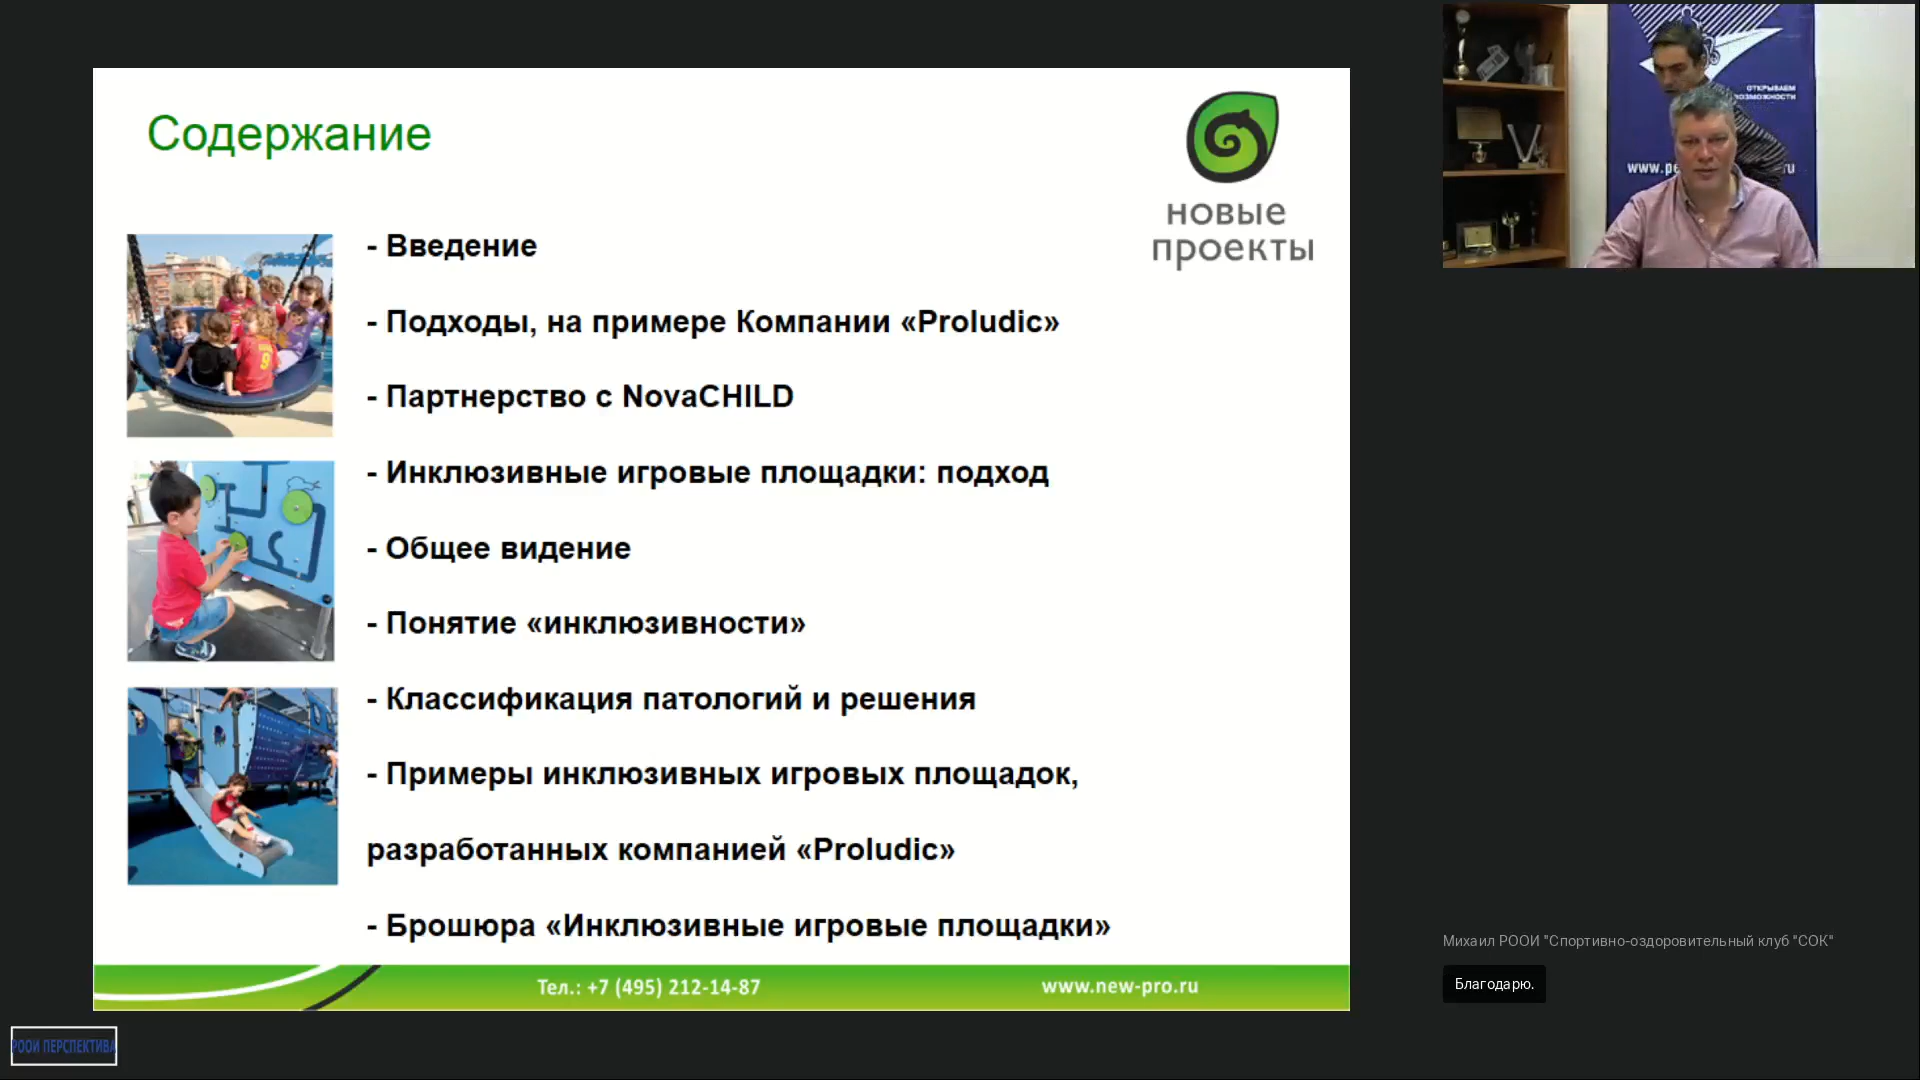 Содержание
новые
проекты
- Введение
- Подходы, на примере Компании «Proludic»
- Партнерство с NovaCHILD
- Инклюзивные игровые площадки: подход
- Общее видение
- Понятие «инклюзивности»
- Классификация патологий и решения
- Примеры инклюзивных игровых площадок,
разработанных компанией «Proludic»
- Брошюра «Инклюзивные игровые площадки»
Тел.: +7 (495) 212-14-87
www.new-pro.ru
ОТКРЫВАЕМ
ВОЗМОЖНОСТИ
Михаил РООИ "Спортивно-оздоровительный клуб "СОК"
Благодарю.
РООИ ПЕРСПЕКТИВА